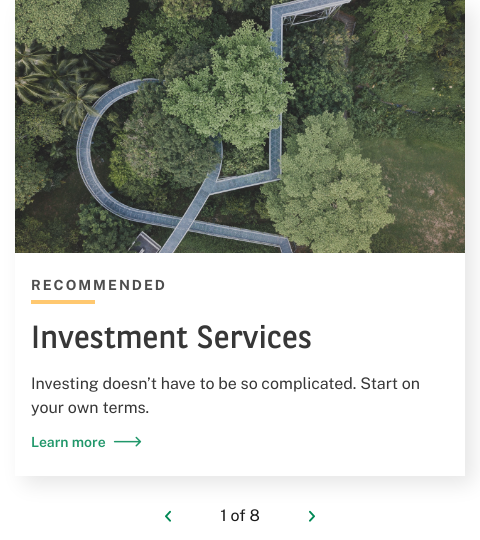 RECOMMENDED
Investment Services
Investing doesn’t have to be so complicated. Start on
your own terms.
Learn more
1 of 8